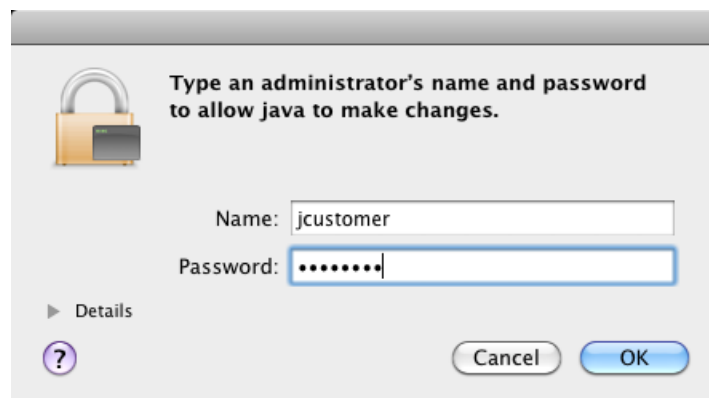 Type an administrator's name and password
to allow java to make changes.
Name: jcustomer
Password: ••••••••
Details
?
Cancel
OK